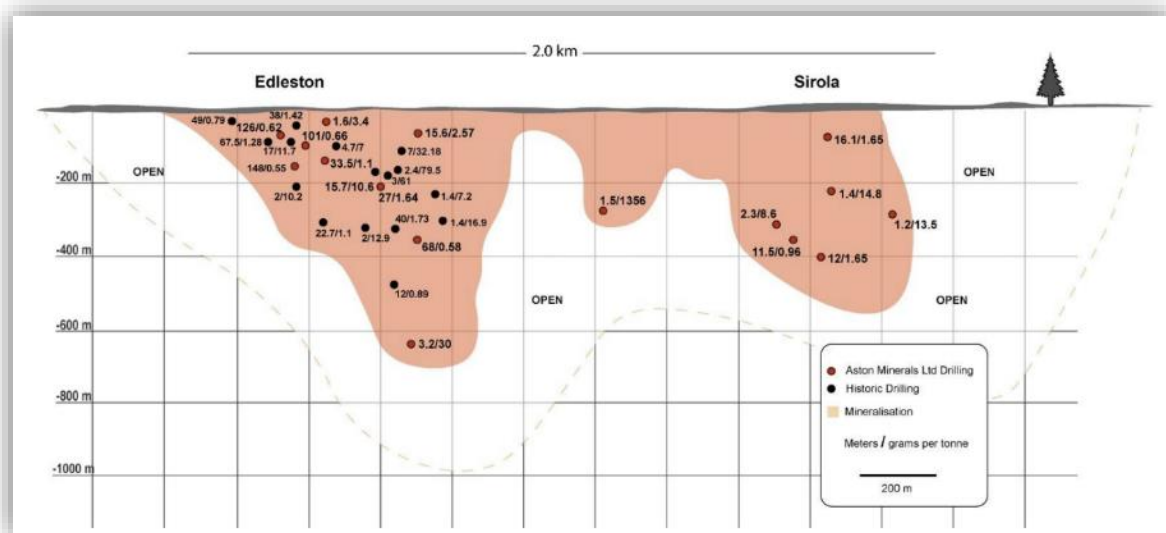 2.0 km
Edleston
Sirola
49/0.79
38/1.42
126/0.62
1.6/3.4
15.6/2.57
16.1/1.65
67.5/1.28
101/0.66
17/11.7
4.7/7
7/32.18
148/0.55
33.5/1.1
2.4/79.5
3/61
OPEN
OPEN
-200 m
2/10.2
15.7/10.6
27/1.64
1.4/7.2
1.5/1356
1.4/14.8
2.3/8.6
1.2/13.5
22.7/1.1
2/12.9
40/1.73
1.4/16.9
68/0.58
11.5/0.96
12/1.65
-400 m
12/0.89
OPEN
OPEN
-600 m
3.2/30
-800 m
-1000 m
Aston Minerals Ltd Drilling
Historic Drilling
Mineralisation
Meters / grams per tonne
200 m